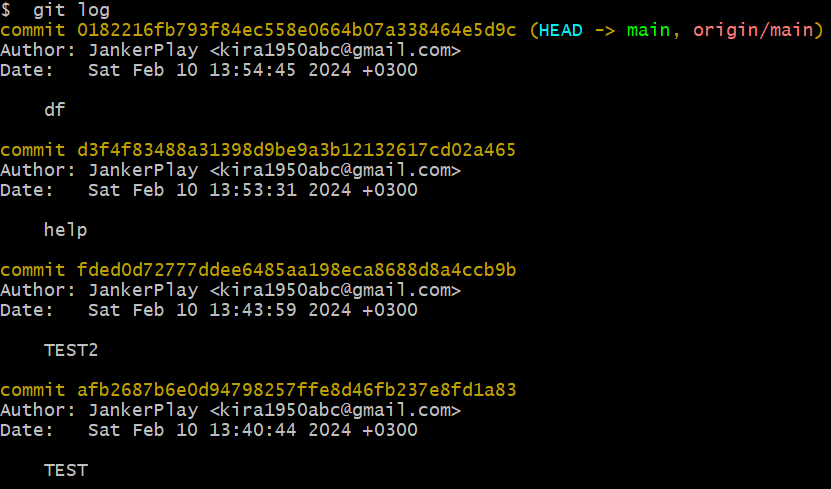 $  git log
commit 0182216fb793f84ec558e0664b07a338464e5d9c (HEAD -> main, origin/main)
Author: JankerPlay <kira1950abc@gmail.com>
Date:   Sat Feb 10 13:54:45 2024 +0300
df
commit d3f4f83488a31398d9be9a3b12132617cd02a465
Author: JankerPlay <kira1950abc@gmail.com>
Date:   Sat Feb 10 13:53:31 2024 +0300
help
commit fded0d72777ddee6485aa198eca8688d8a4ccb9b
Author: JankerPlay <kira1950abc@gmail.com>
Date:   Sat Feb 10 13:43:59 2024 +0300
TEST2
commit afb2687b6e0d94798257ffe8d46fb237e8fd1a83
Author: JankerPlay <kira1950abc@gmail.com>
Date:   Sat Feb 10 13:40:44 2024 +0300
TEST